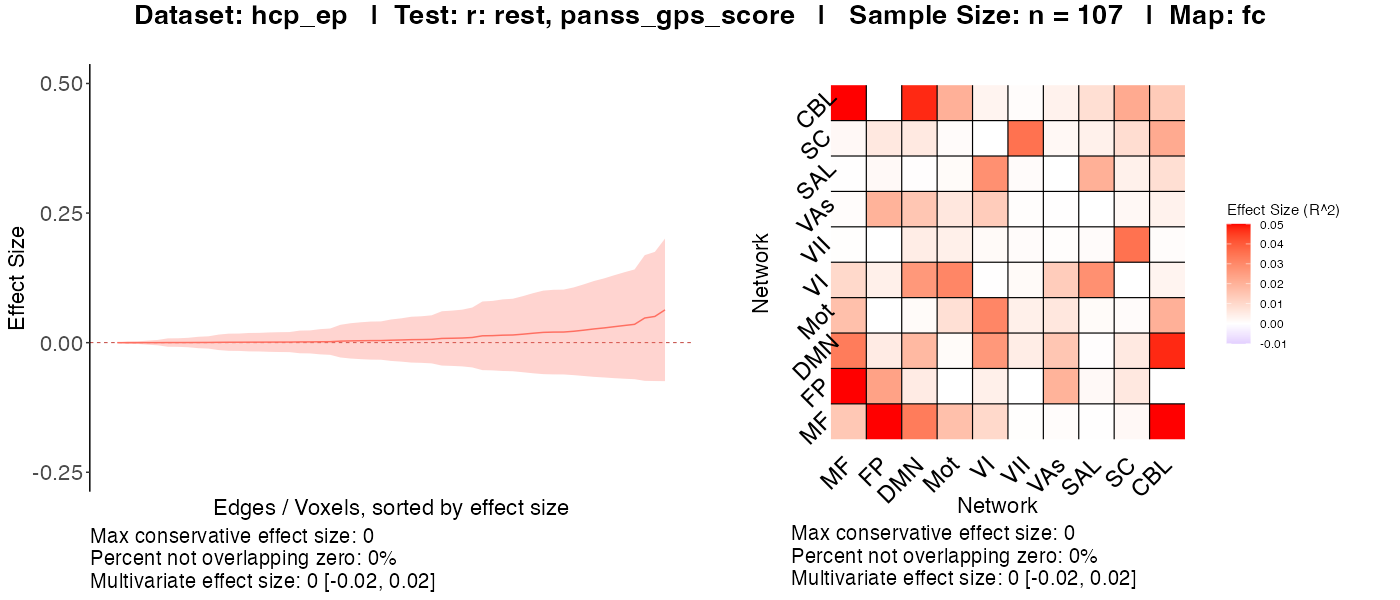 Dataset: hcp_ep | Test: r: rest, panss_gps_score | Sample Size: n = 107 | Map: fc
0.50
0.25
0.00
-0.25
Effect Size
Edges / Voxels, sorted by effect size
Max conservative effect size: 0
Percent not overlapping zero: 0%
Multivariate effect size: 0 [-0.02, 0.02]
Network
CBL
SC
SAL
VAs
VII
VI
Mot
DMN
FP
MF
MF FP DMN Mot VI VII VAs SAL SC CBL
Network
Effect Size (R^2)
0.05
0.04
0.03
0.02
0.01
0.00
-0.01
Max conservative effect size: 0
Percent not overlapping zero: 0%
Multivariate effect size: 0 [-0.02, 0.02]